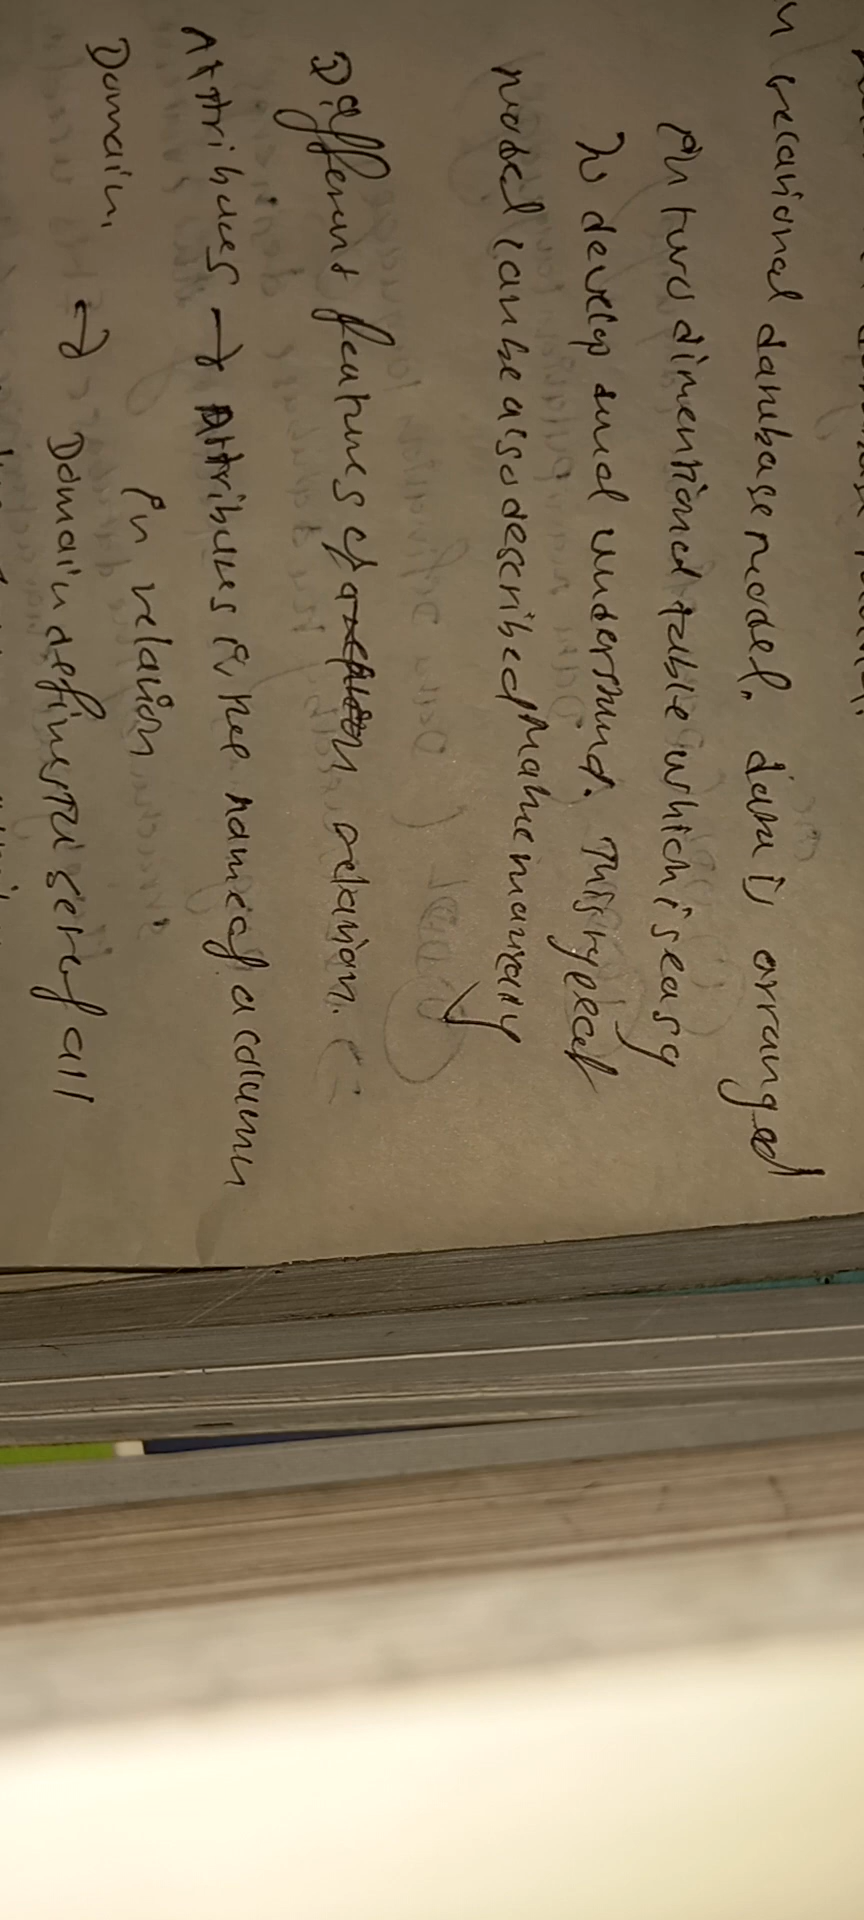 relational database model. data is arranged
in two dimentional table which is easy
to develop and understand. This type of
model can be also described mathematically
Different features of a relation.
Attributes → Attributes is the name of a column
in relation
Domain → Domain defines the set of all